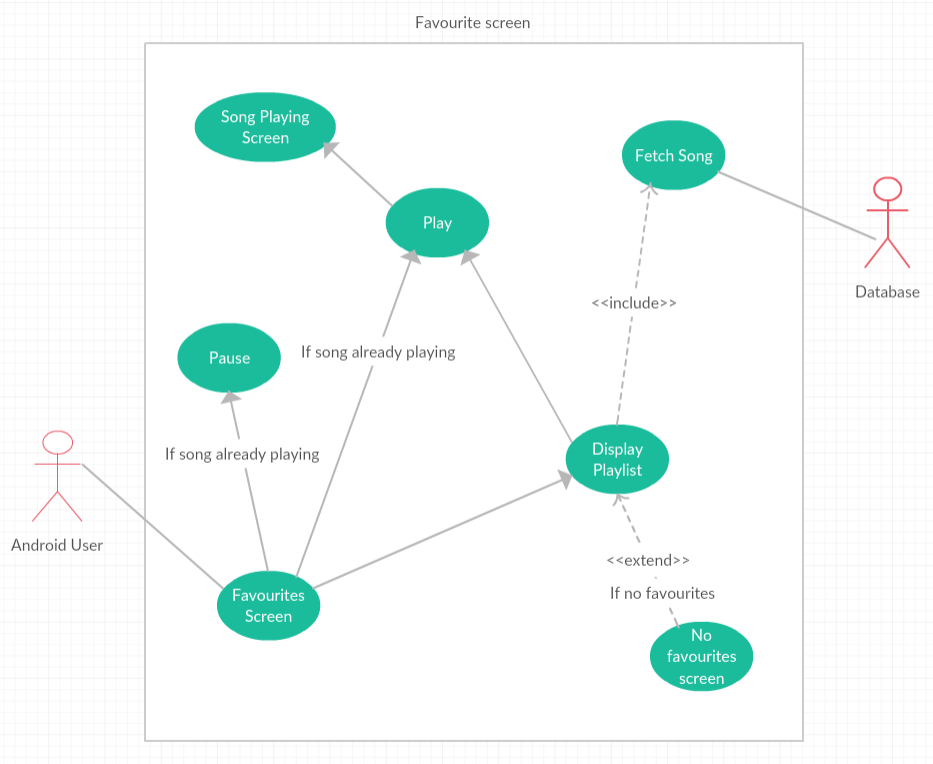 Favourite screen
Song Playing
Screen
Fetch Song
Play
Database
<<include>>
If song already playing
Pause
Display
Playlist
If song already playing
Android User
<<extend>>
If no favourites
Favourites
Screen
No
favourites
screen